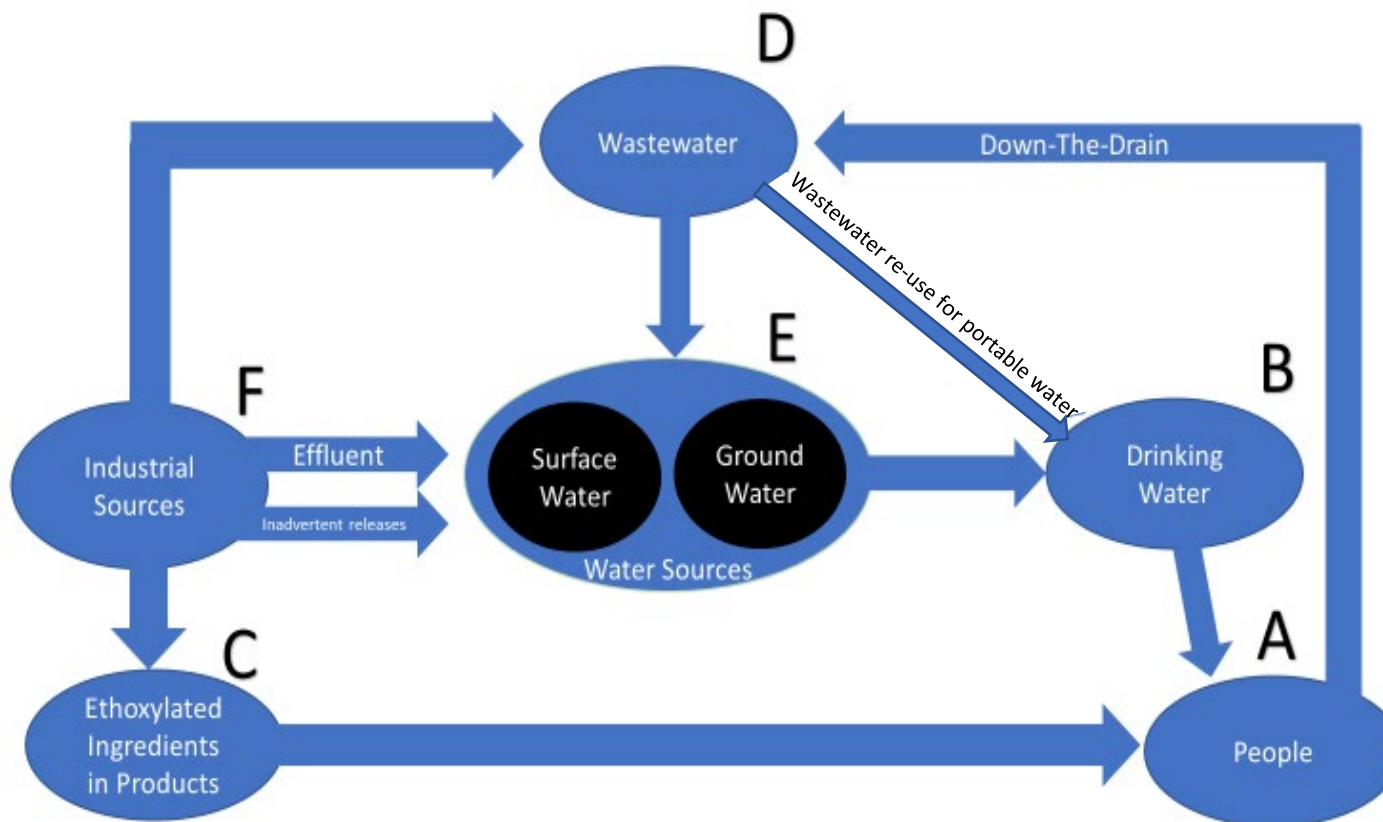 D
Wastewater
Down-The-Drain
Wastewater re-use for portable water
E
B
F
Effluent
Surface
Water
Ground
Water
Drinking
Water
Industrial
Sources
Inadvertent releases
Water Sources
C
A
Ethoxylated
Ingredients
in Products
People